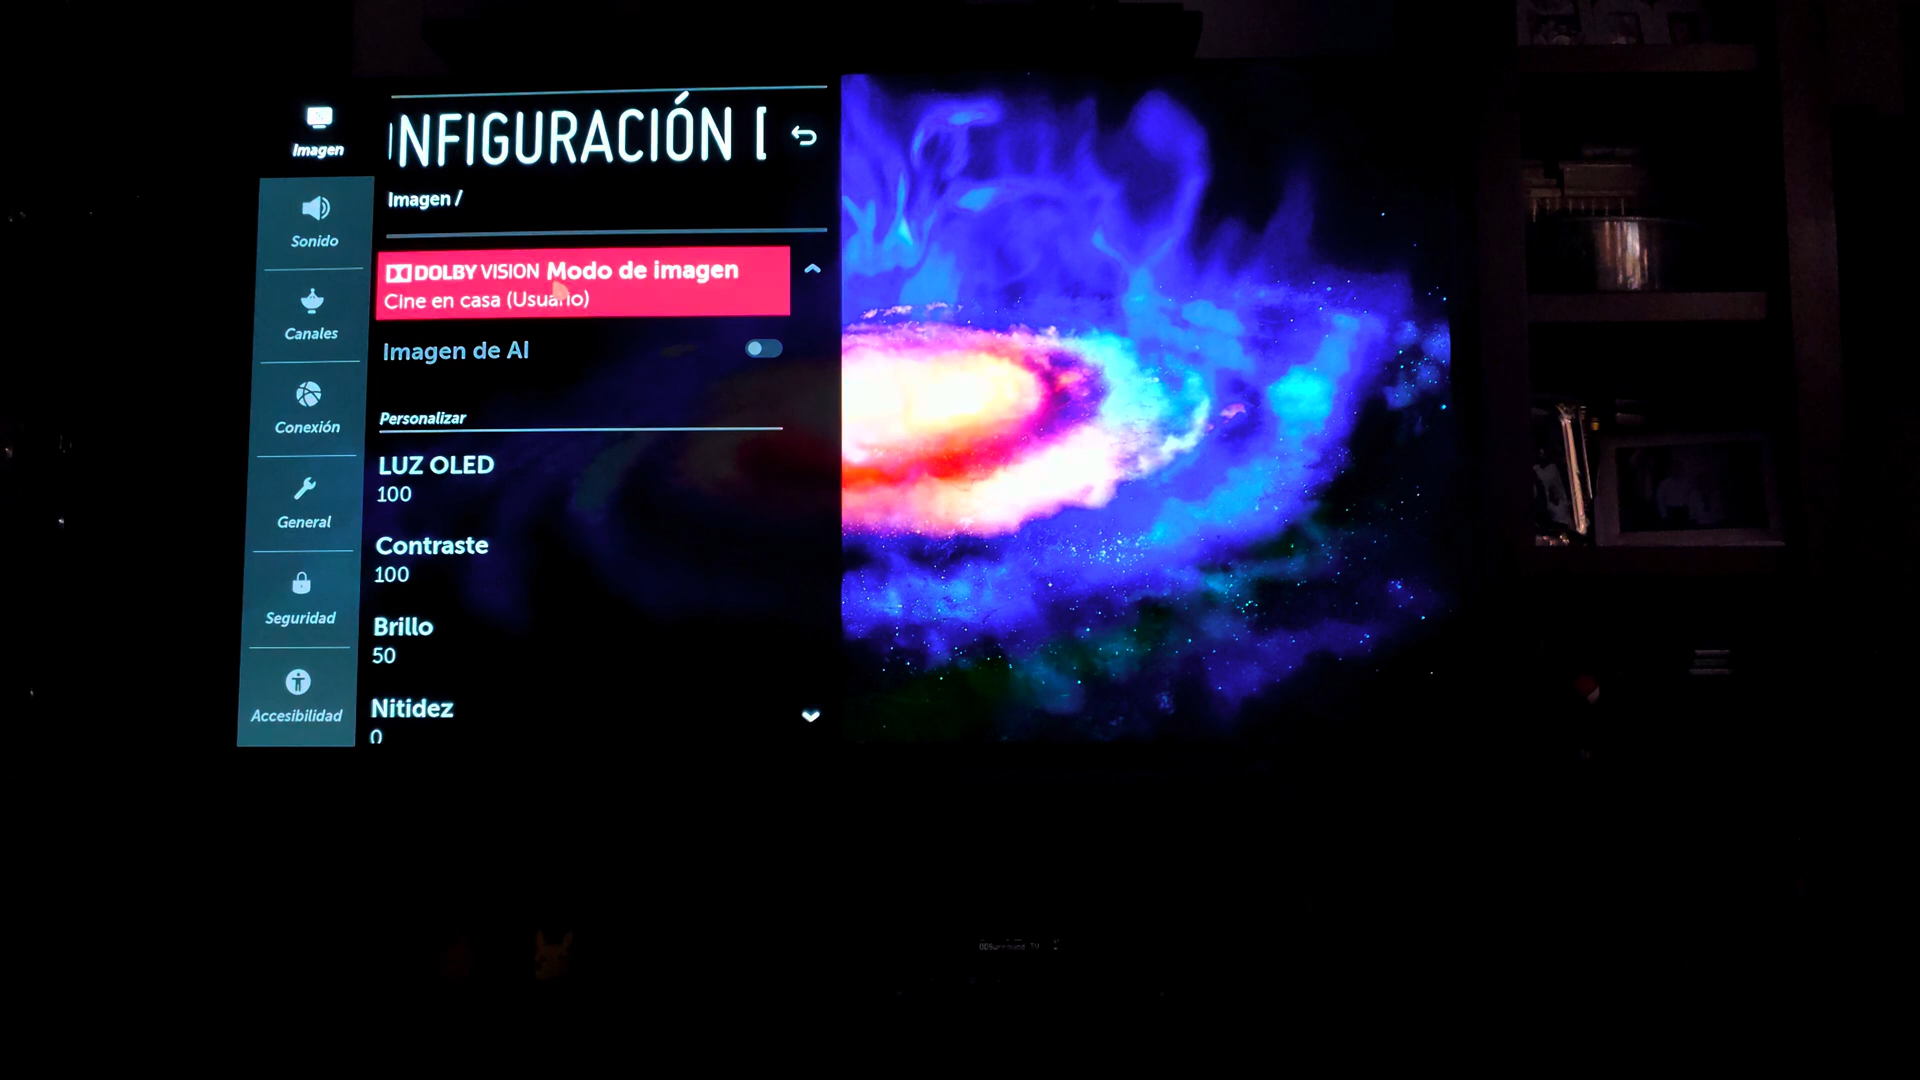 Imagen
NFIGURACIÓN
Imagen /
DOLBY VISION Modo de imagen
Cine en casa (Usuario)
Imagen de AI
Personalizar
LUZ OLED
100
Contraste
100
Brillo
50
Nitidez
0
Sonido
Canales
Conexión
General
Seguridad
Accesibilidad